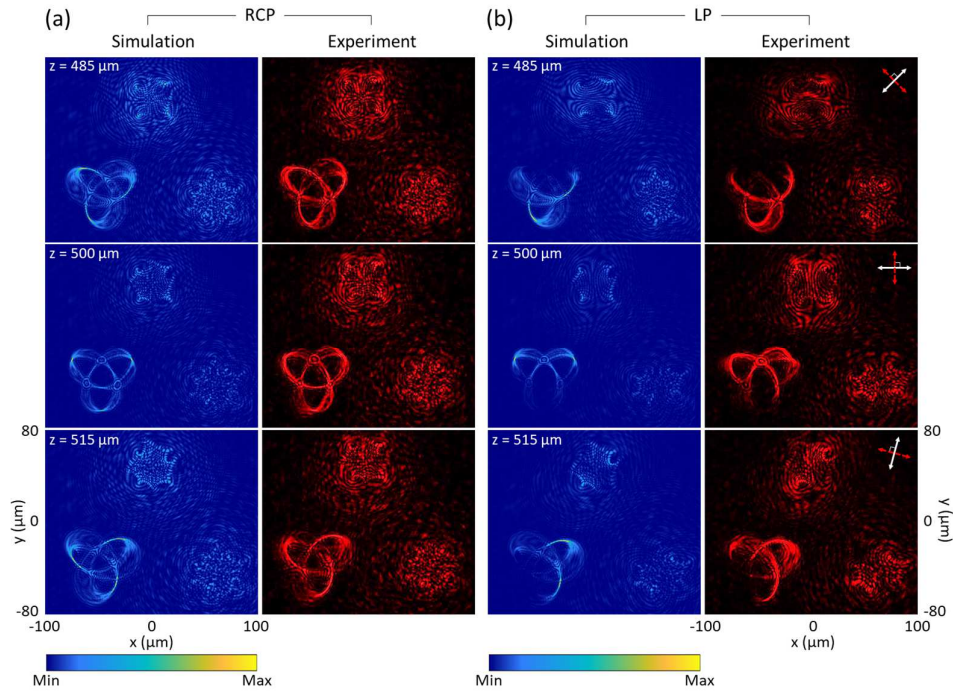 (a) RCP (b) LP
Simulation Experiment Simulation Experiment
z = 485 μm z = 485 μm
z = 500 μm z = 500 μm
80 z = 515 μm z = 515 μm 80
y (μm) 0 0 y (μm)
-80 -80
-100 0 100 -100 0 100
x (μm) x (μm)
Min Max Min Max